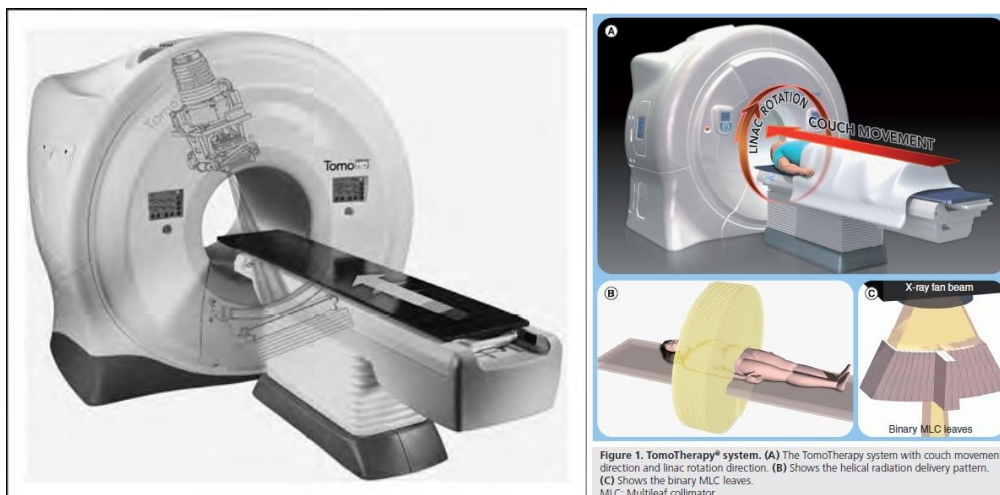 Tomo
A
LINAC ROTATION
COUCH MOVEMENT
B
C
X-ray fan beam
Binary MLC leaves
Figure 1. TomoTherapy® system. (A) The TomoTherapy system with couch movement
direction and linac rotation direction. (B) Shows the helical radiation delivery pattern.
(C) Shows the binary MLC leaves.
MLC: Multileaf collimator